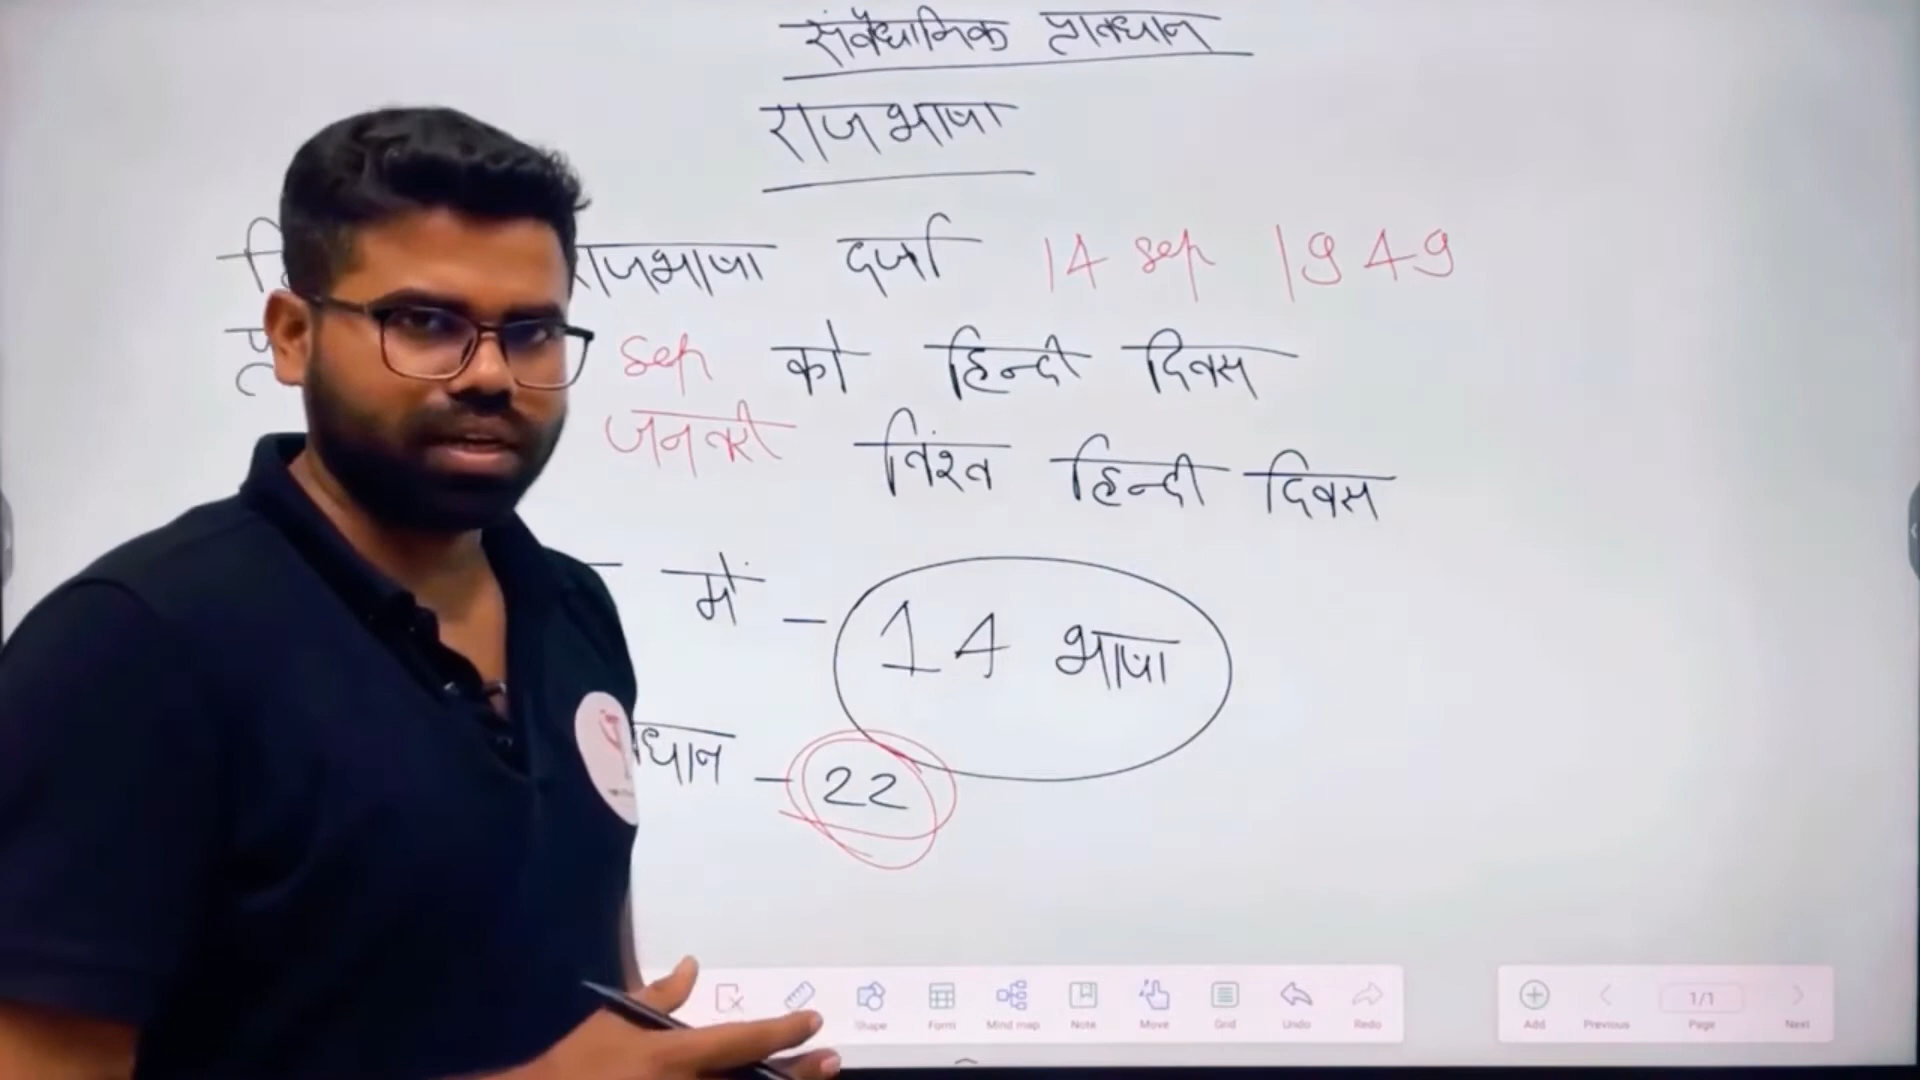 संवैधानिक प्रावधान
राजभाषा
राजभाषा दर्जा 14 sep 1949
sep को हिन्दी दिवस
जनवरी विश्व हिन्दी दिवस
में - 14 भाषा
धान - 22
Shape Form Mind map Note Move Grid Undo Redo
Add Previous 1/1 Page Next